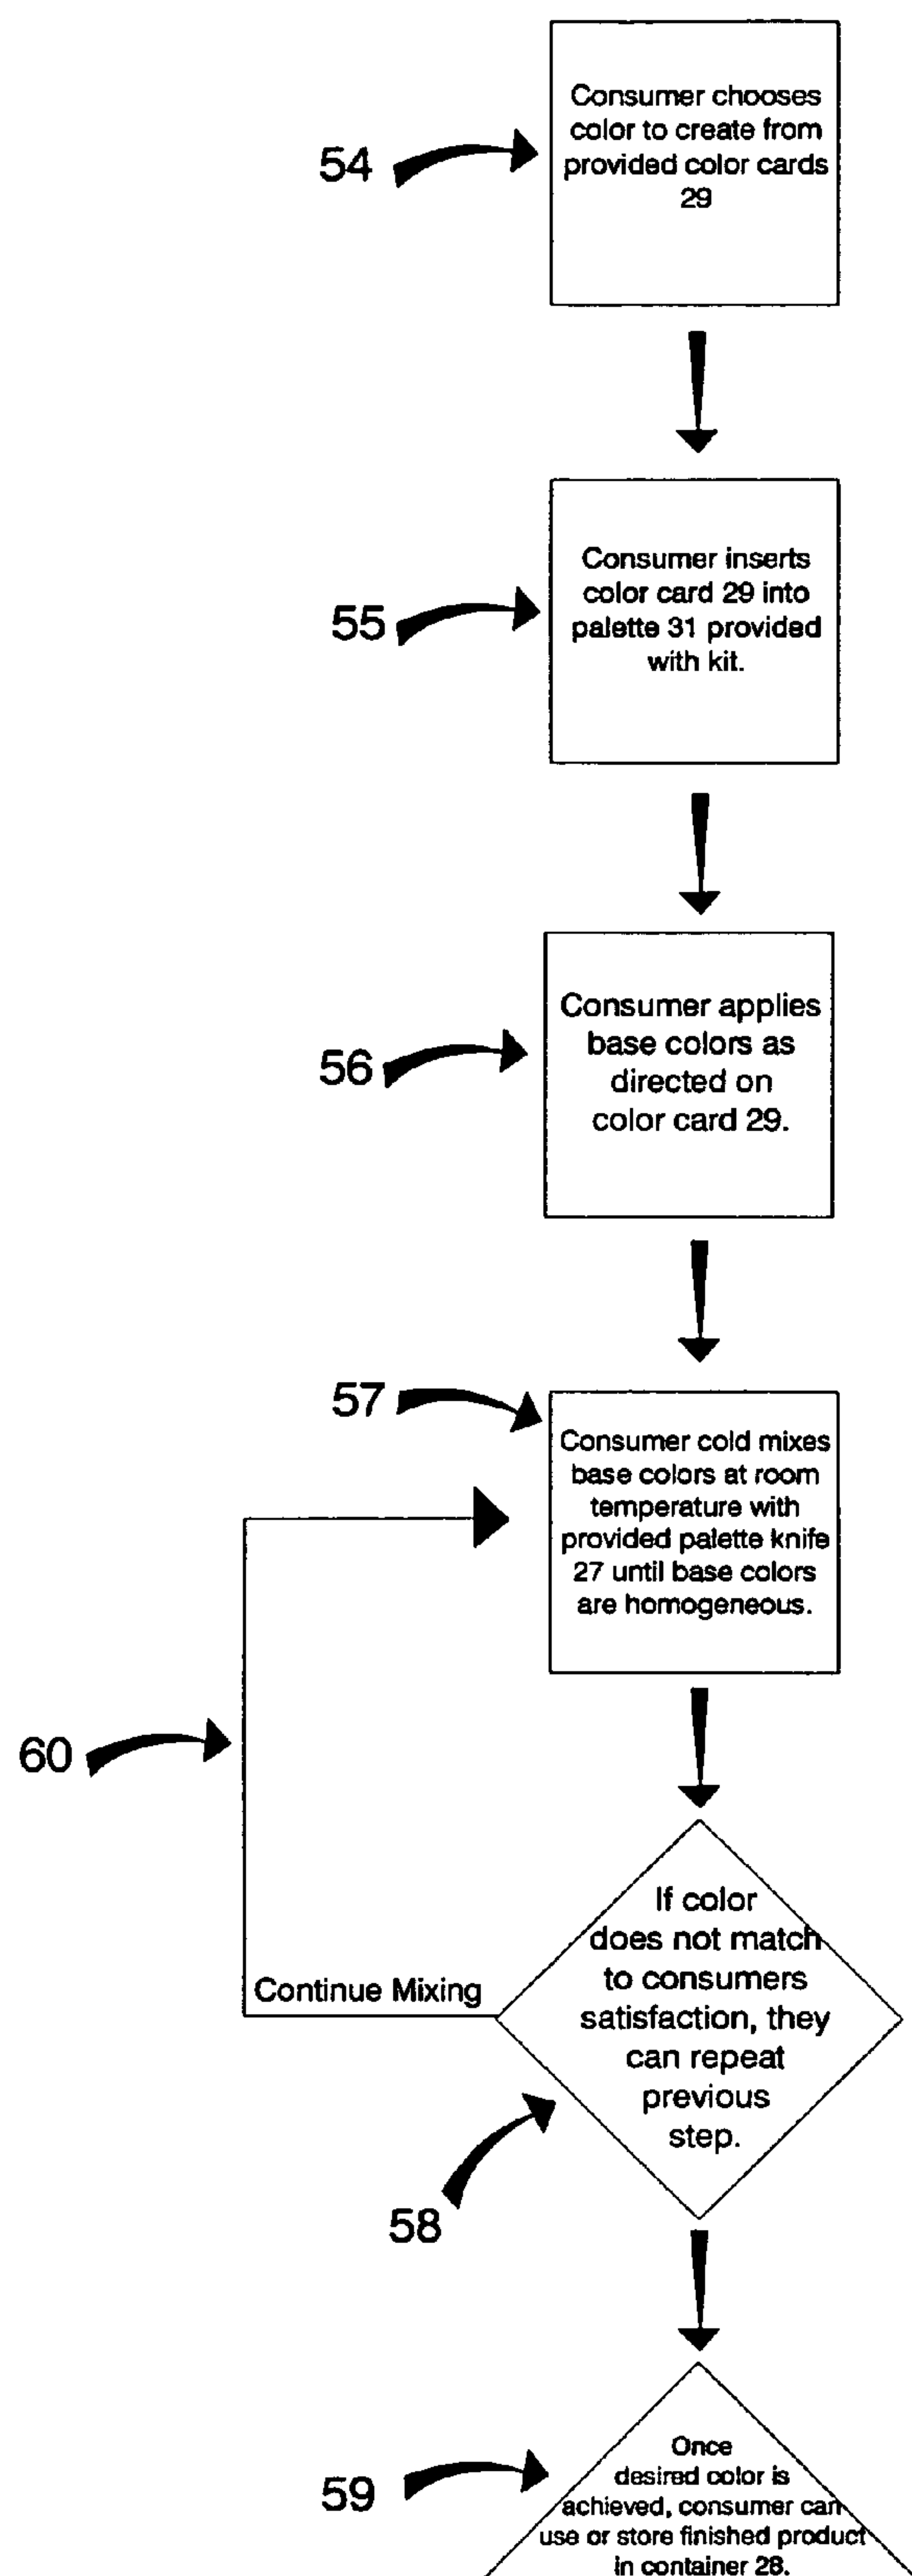 54
Consumer chooses
color to create from
provided color cards
29
55
Consumer inserts
color card 29 into
palette 31 provided
with kit.
56
Consumer applies
base colors as
directed on
color card 29.
57
Consumer cold mixes
base colors at room
temperature with
provided palette knife
27 until base colors
are homogeneous.
60
Continue Mixing
If color
does not match
to consumers
satisfaction, they
can repeat
previous
step.
58
59
Once
desired color is
achieved, consumer can
use or store finished product
in container 28.